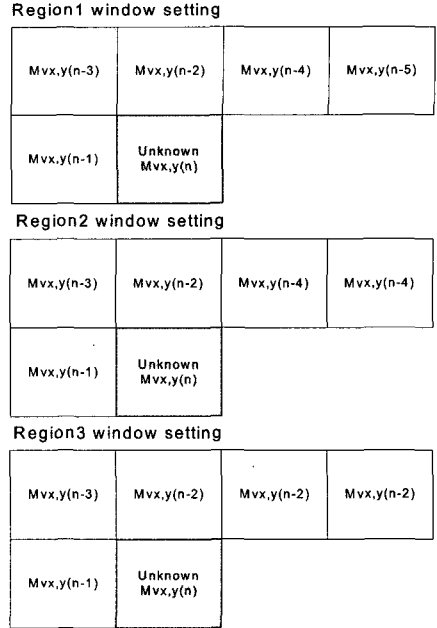 Region1 window setting
Mvx,y(n-3) Mvx,y(n-2) Mvx,y(n-4) Mvx,y(n-5)
Mvx,y(n-1) Unknown
Mvx,y(n)
Region2 window setting
Mvx,y(n-3) Mvx,y(n-2) Mvx,y(n-4) Mvx,y(n-4)
Mvx,y(n-1) Unknown
Mvx,y(n)
Region3 window setting
Mvx,y(n-3) Mvx,y(n-2) Mvx,y(n-2) Mvx,y(n-2)
Mvx,y(n-1) Unknown
Mvx,y(n)